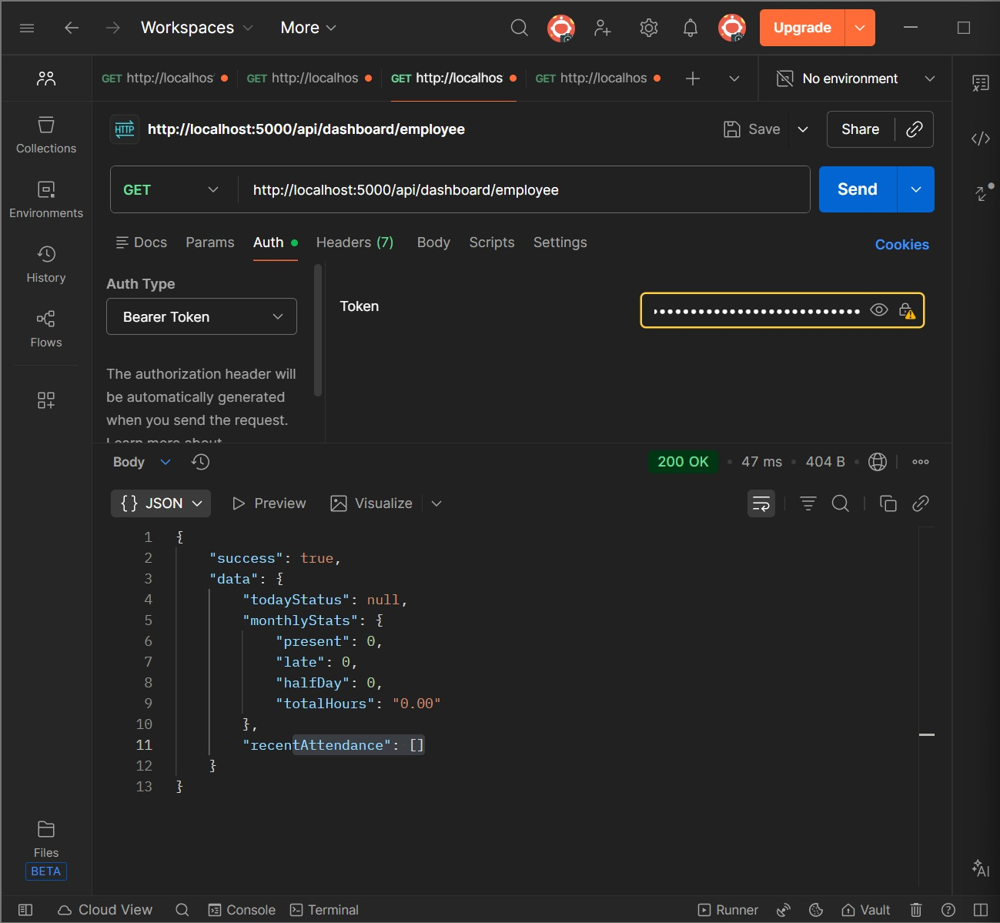 Workspaces More Upgrade
GET http://localhos GET http://localhos GET http://localhos GET http://localhos No environment
HTTP http://localhost:5000/api/dashboard/employee Save Share
Collections
GET http://localhost:5000/api/dashboard/employee Send
Environments
Docs Params Auth Headers (7) Body Scripts Settings Cookies
History
Auth Type
Token
Bearer Token
Flows
The authorization header will
be automatically generated
when you send the request.
Learn more about
Body 200 OK 47 ms 404 B
{} JSON Preview Visualize
1 {
2 "success": true,
3 "data": {
4 "todayStatus": null,
5 "monthlyStats": {
6 "present": 0,
7 "late": 0,
8 "halfDay": 0,
9 "totalHours": "0.00"
10 },
11 "recentAttendance": []
12 }
13 }
Files
BETA
AI
Cloud View Console Terminal Runner Vault